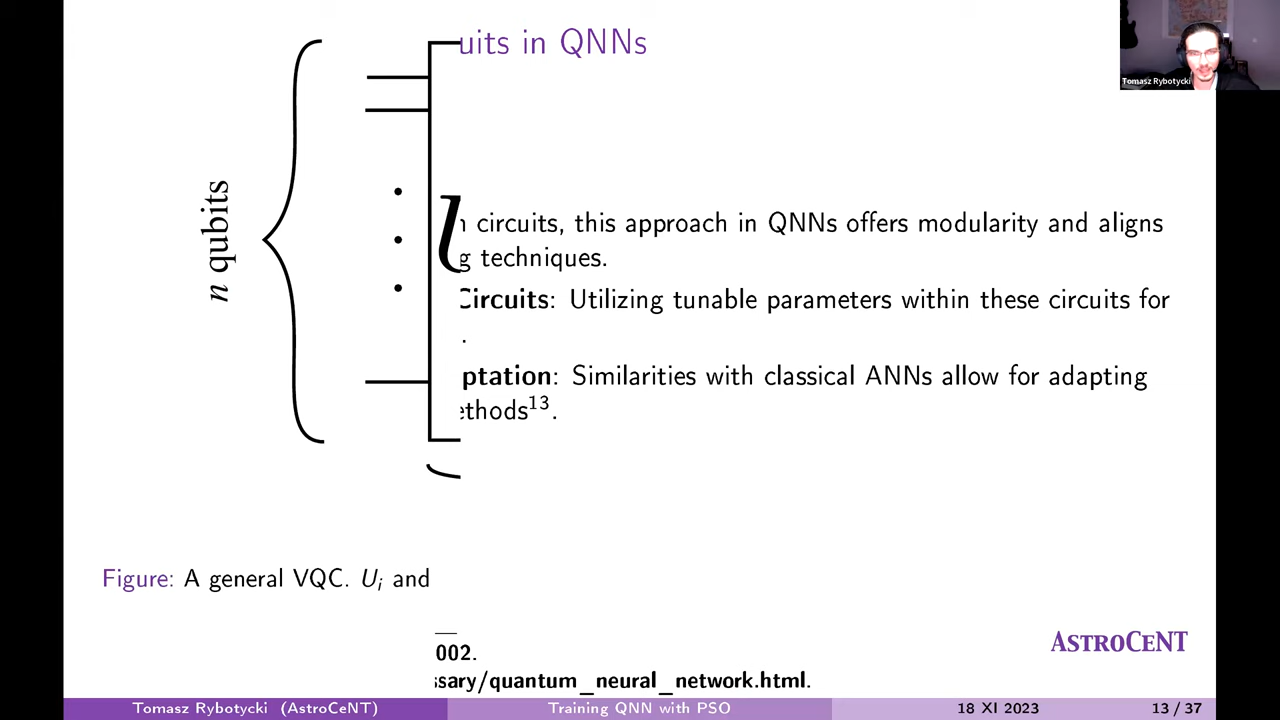 uits in QNNs
Tomasz Rybotycki
n qubits
l
circuits, this approach in QNNs offers modularity and aligns
g techniques.
Circuits: Utilizing tunable parameters within these circuits for
.
ptation: Similarities with classical ANNs allow for adapting
ethods13.
Figure: A general VQC. Ui and
002.
ssary/quantum_neural_network.html.
ASTROCENT
Tomasz Rybotycki (AstroCeNT) Training QNN with PSO 18 XI 2023 13 / 37